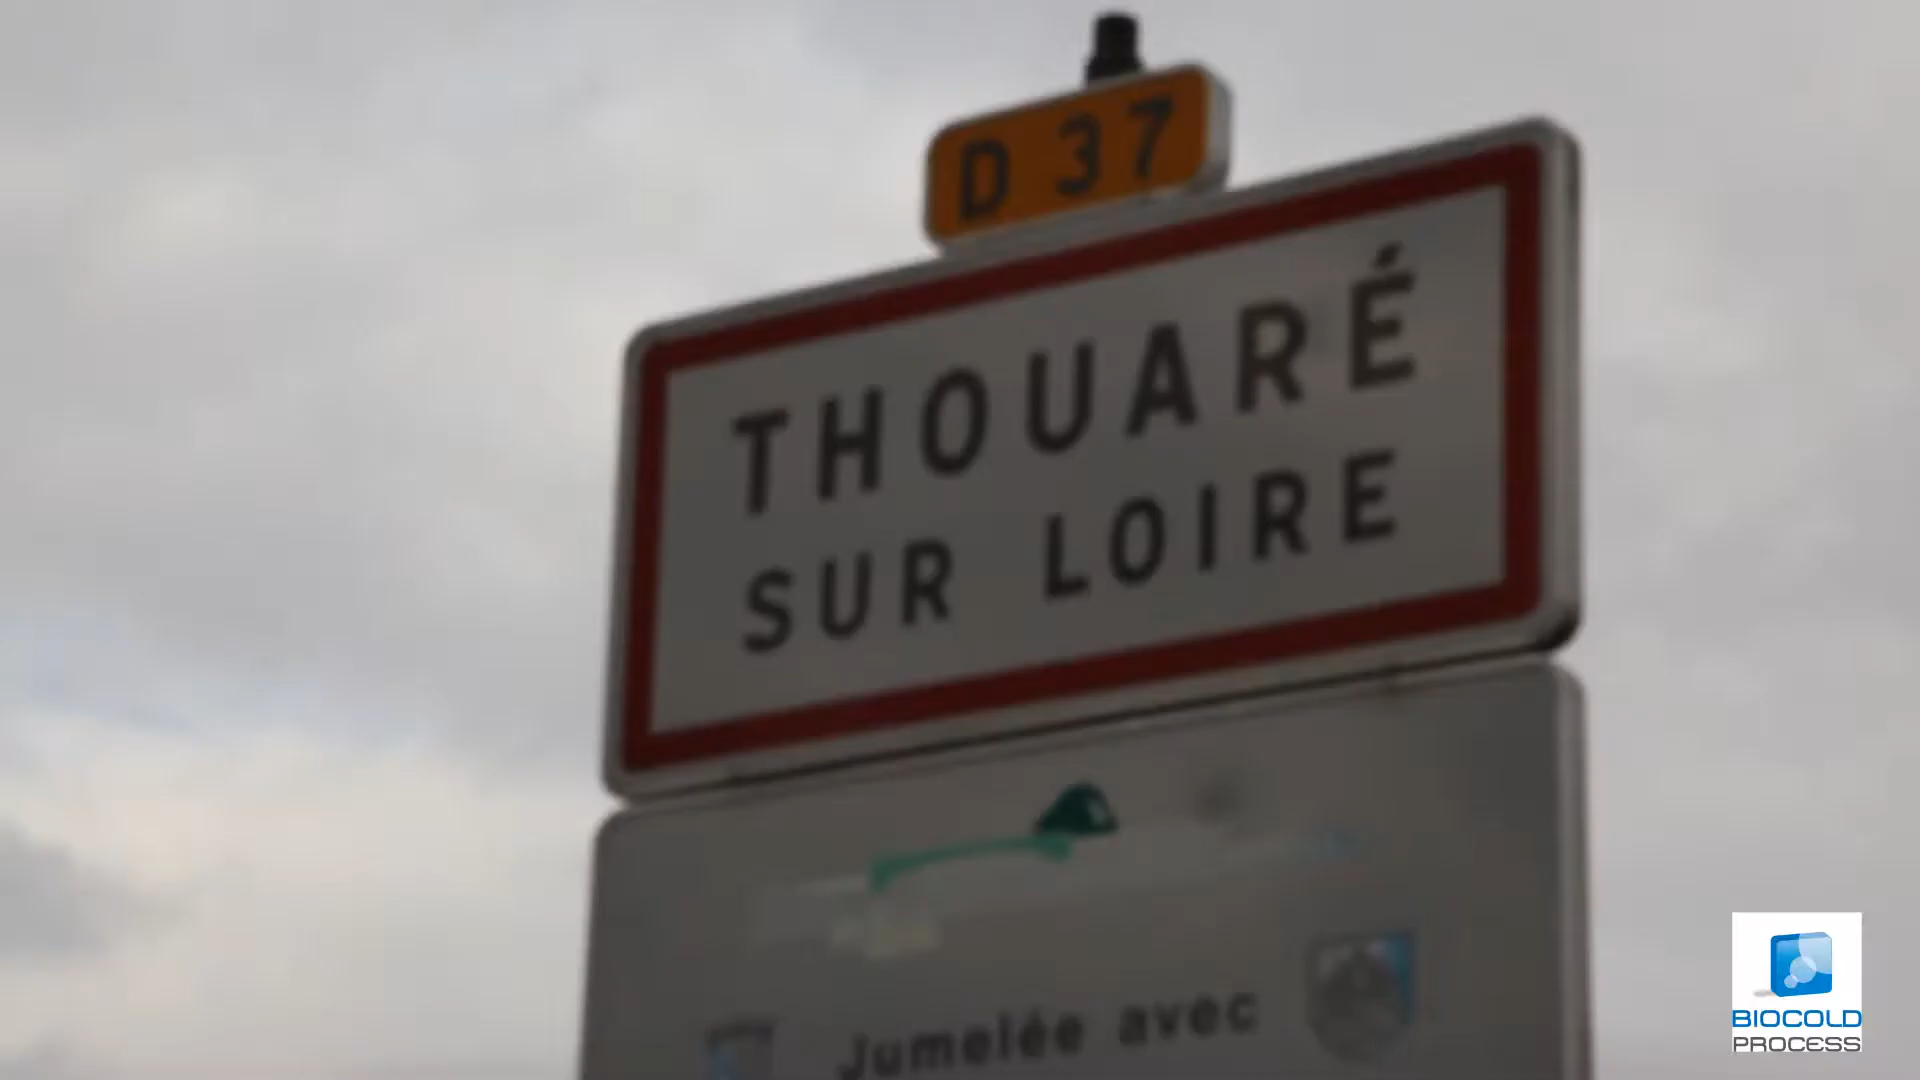 D 37
THOUARÉ
SUR LOIRE
Jumelée avec
BIOCOLD
PROCESS